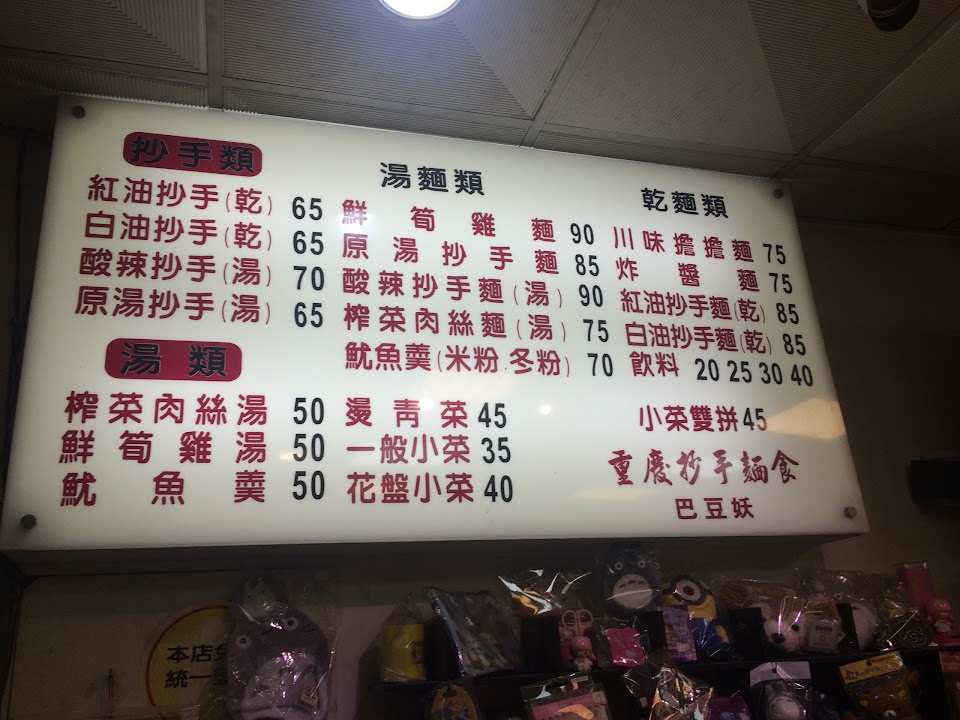 抄手類
紅油抄手(乾) 65
白油抄手(乾) 65
酸辣抄手(湯) 70
原湯抄手(湯) 65
湯類
榨菜肉絲湯 50
鮮筍雞湯 50
魷魚羹 50
湯麵類
鮮筍雞麵 90
原湯抄手麵 85
酸辣抄手麵(湯) 90
榨菜肉絲麵(湯) 75
魷魚羹(米粉.冬粉) 70
燙青菜 45
一般小菜 35
花盤小菜 40
乾麵類
川味擔擔麵 75
炸醬麵 75
紅油抄手麵(乾) 85
白油抄手麵(乾) 85
飲料 20 25 30 40
小菜雙拼 45
重慶抄手麵食
巴豆妖
本店免
統一